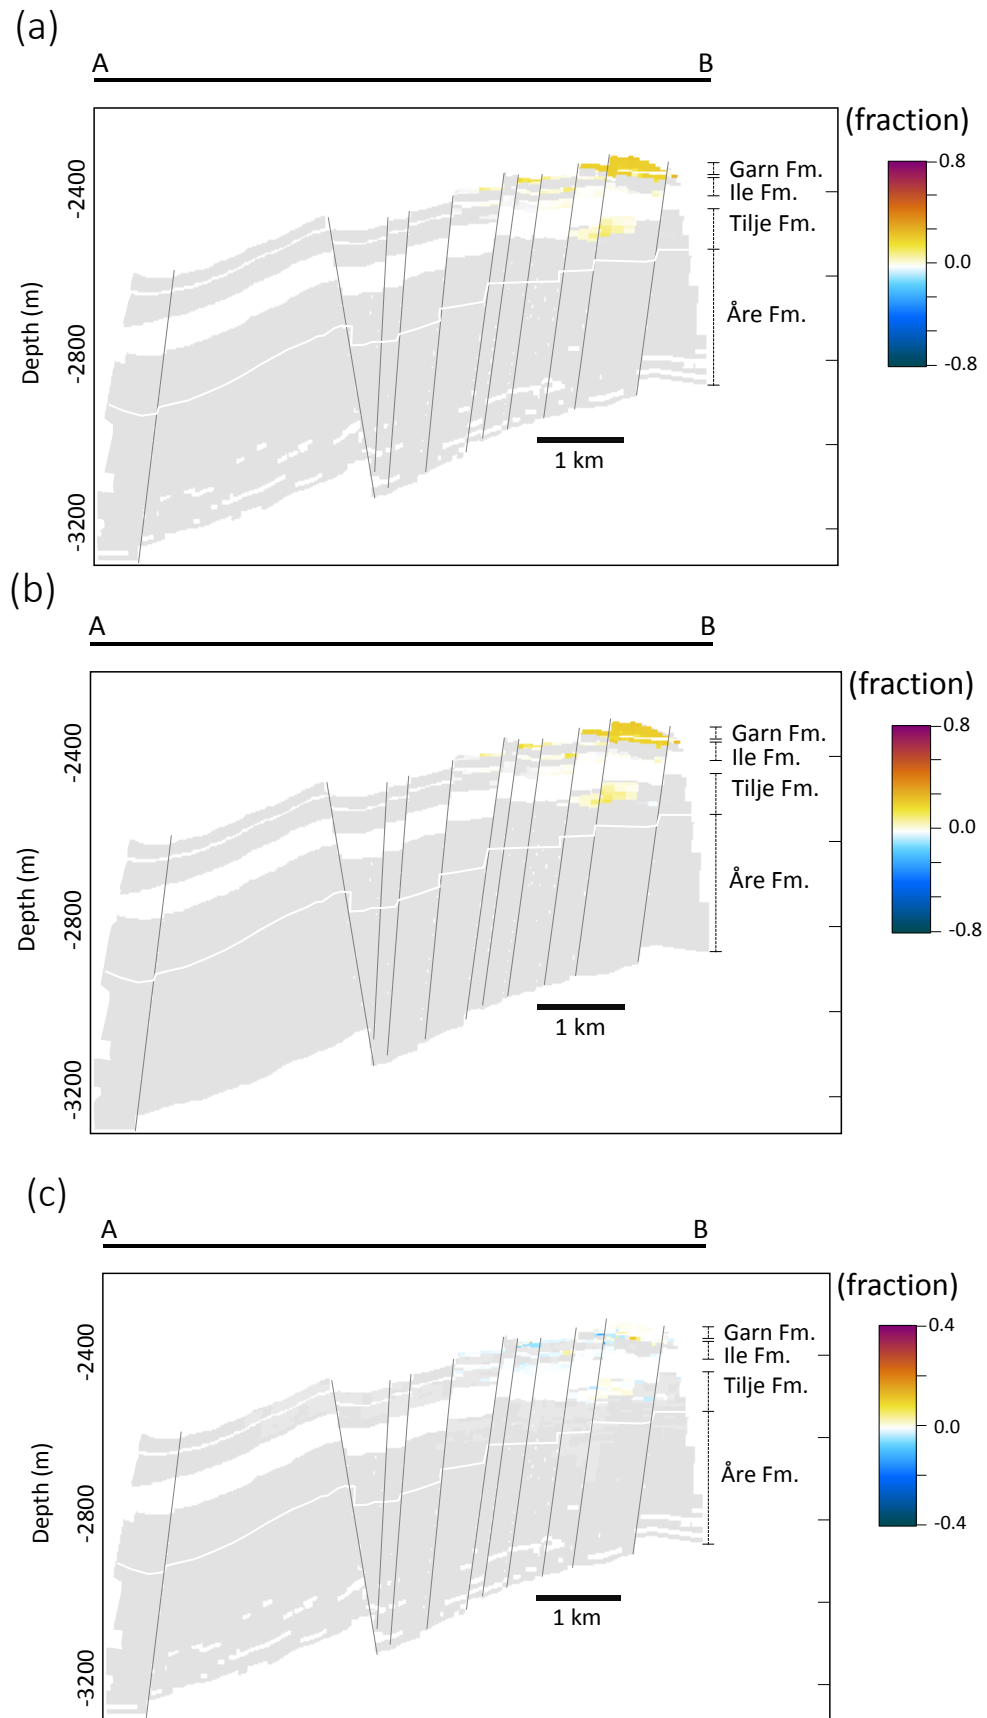 (a)
A B
(fraction)
0.8
0.0
-0.8
Garn Fm.
Ile Fm.
Tilje Fm.
Åre Fm.
Depth (m)
-2400
-2800
-3200
1 km
(b)
A B
(fraction)
0.8
0.0
-0.8
Garn Fm.
Ile Fm.
Tilje Fm.
Åre Fm.
Depth (m)
-2400
-2800
-3200
1 km
(c)
A B
(fraction)
0.4
0.0
-0.4
Garn Fm.
Ile Fm.
Tilje Fm.
Åre Fm.
Depth (m)
-2400
-2800
-3200
1 km